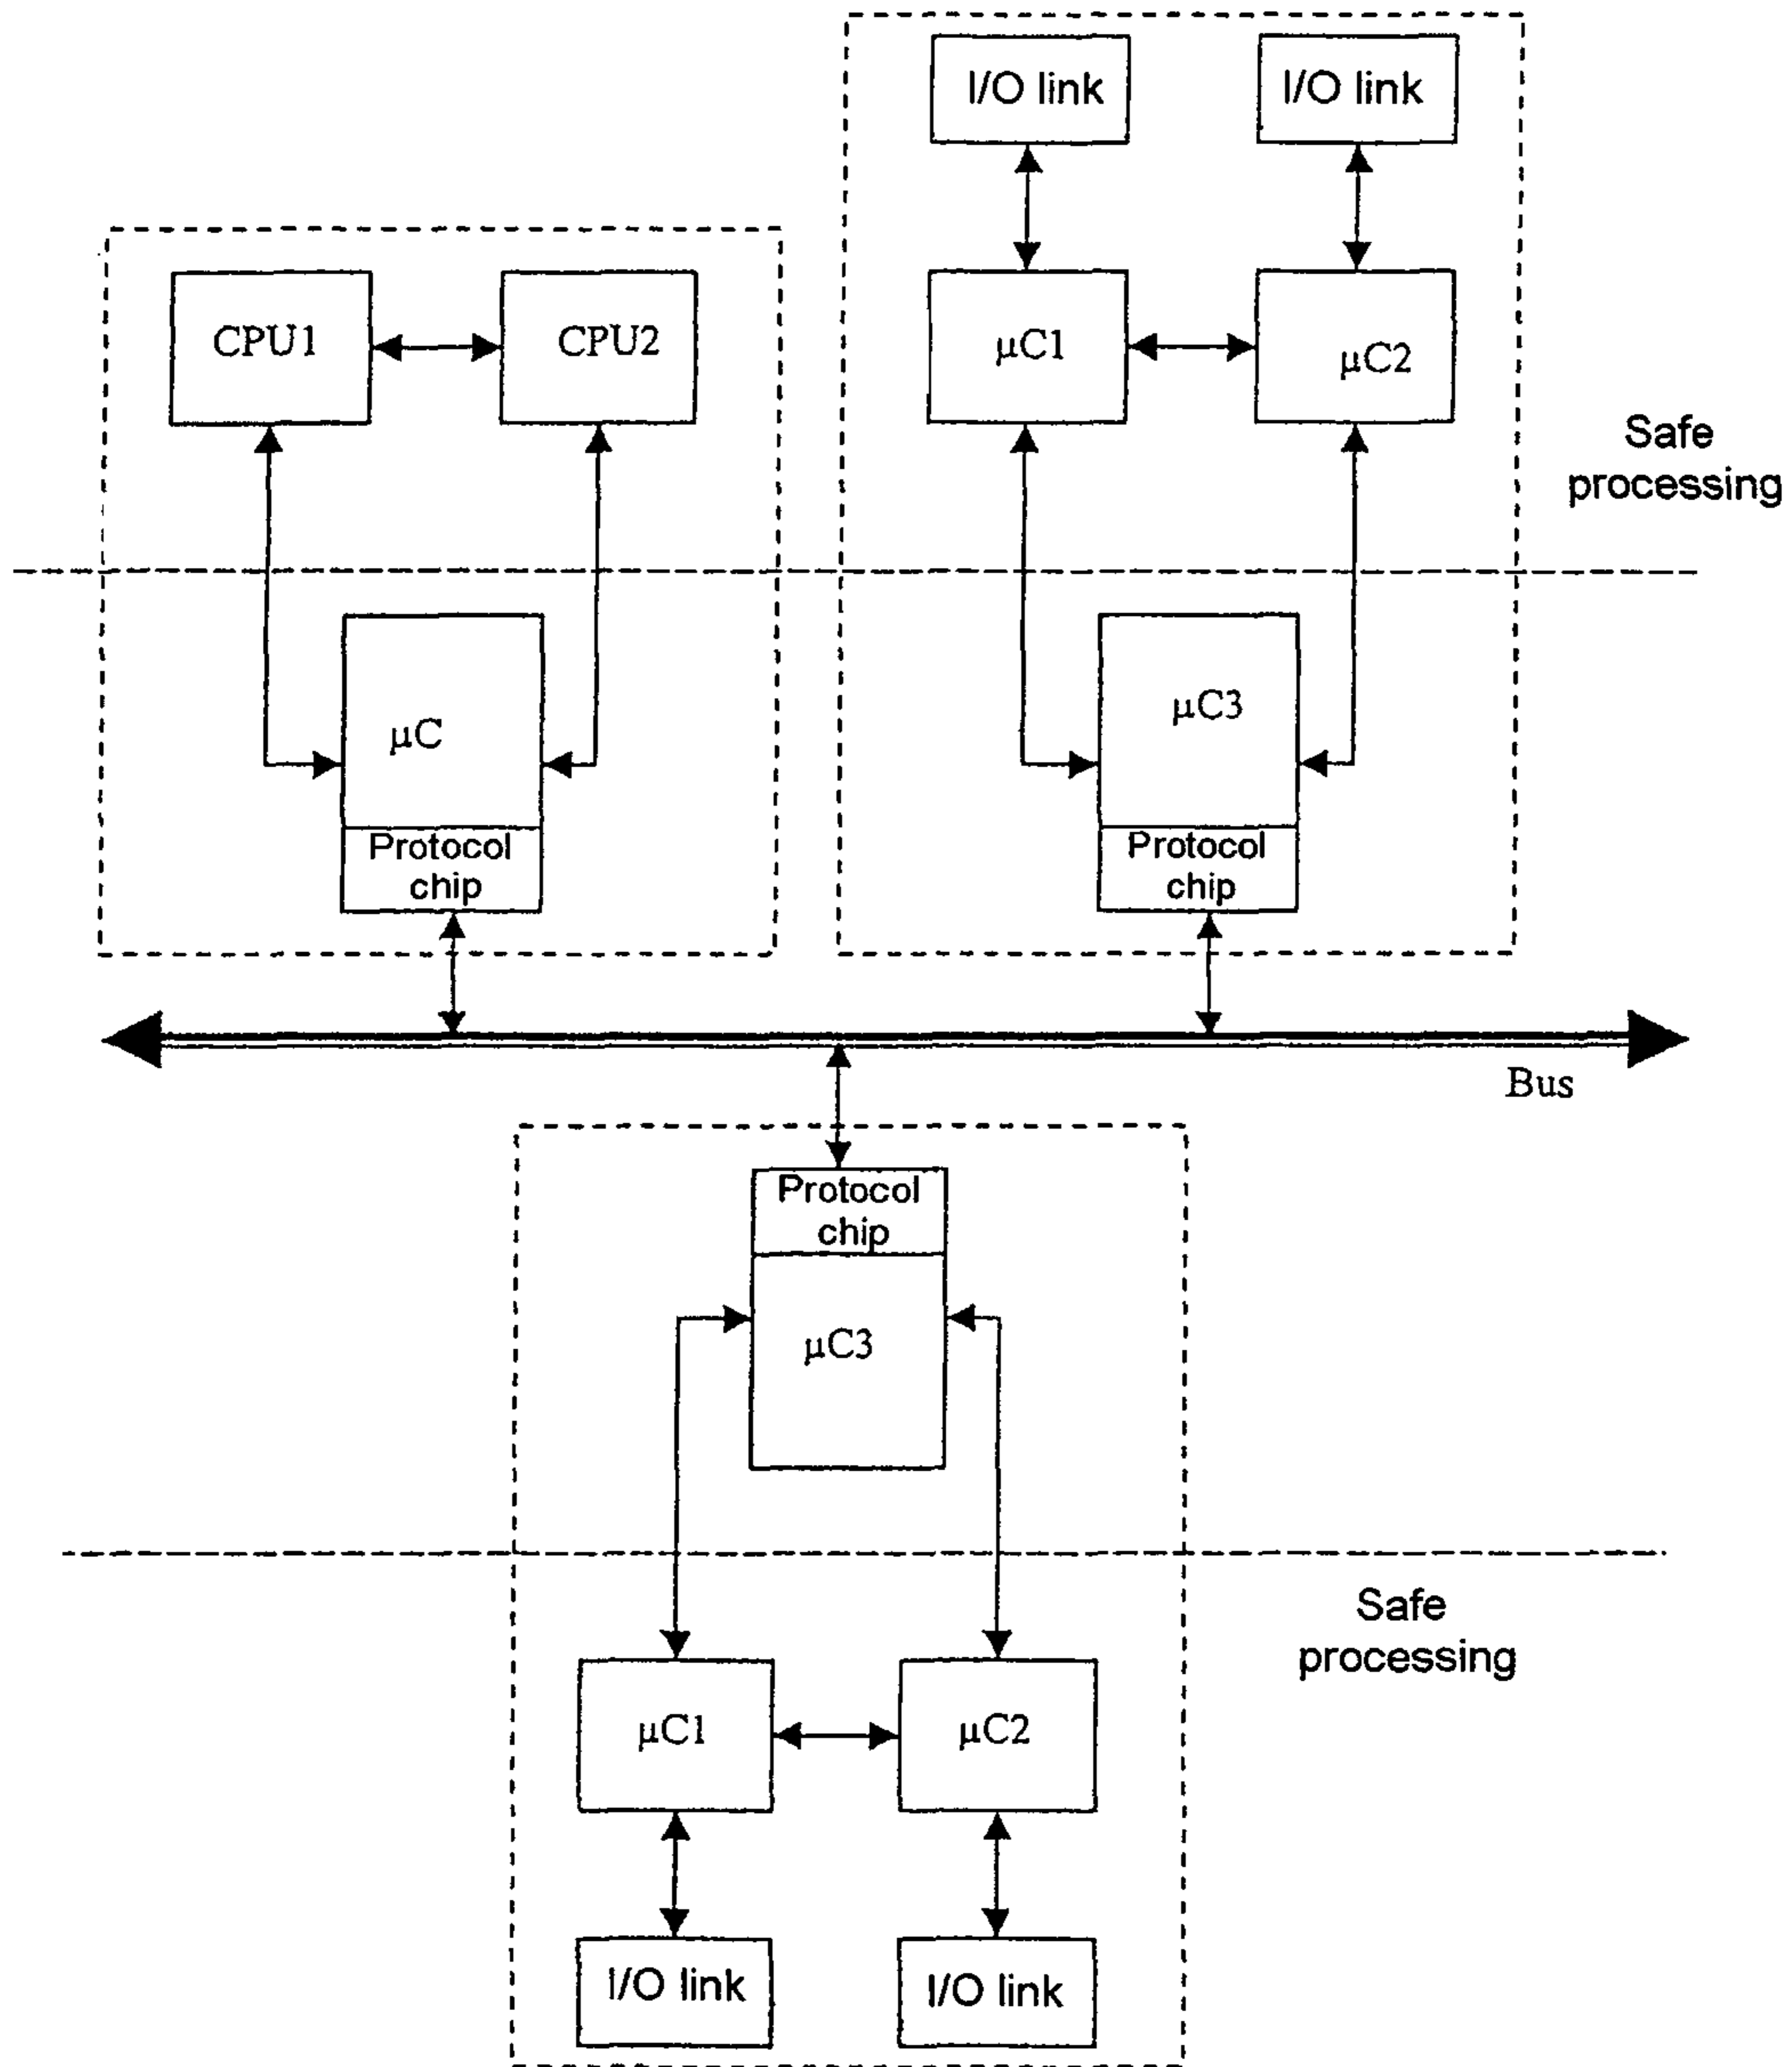 I/O link
I/O link
CPU1
CPU2
μC1
μC2
Safe
processing
μC
μC3
Protocol
chip
Protocol
chip
Bus
Protocol
chip
μC3
Safe
processing
μC1
μC2
I/O link
I/O link